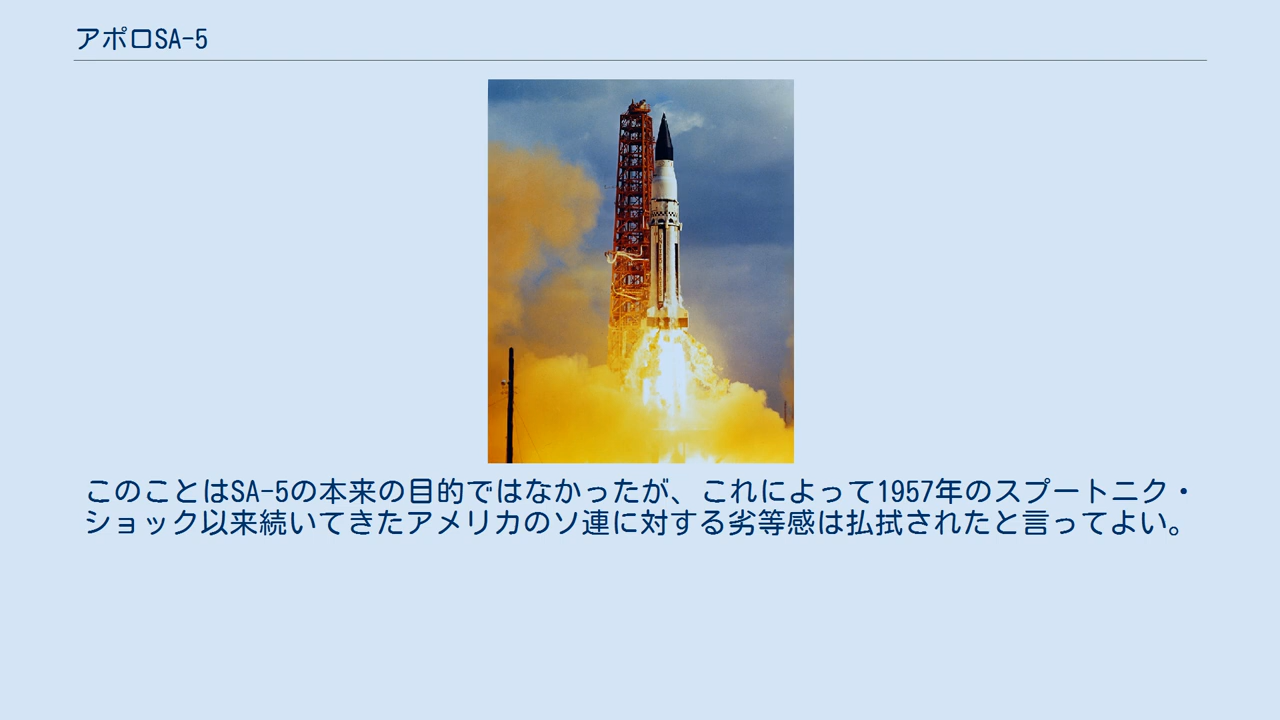 アポロSA-5
このことはSA-5の本来の目的ではなかったが、これによって1957年のスプートニク・
ショック以来続いてきたアメリカのソ連に対する劣等感は払拭されたと言ってよい。